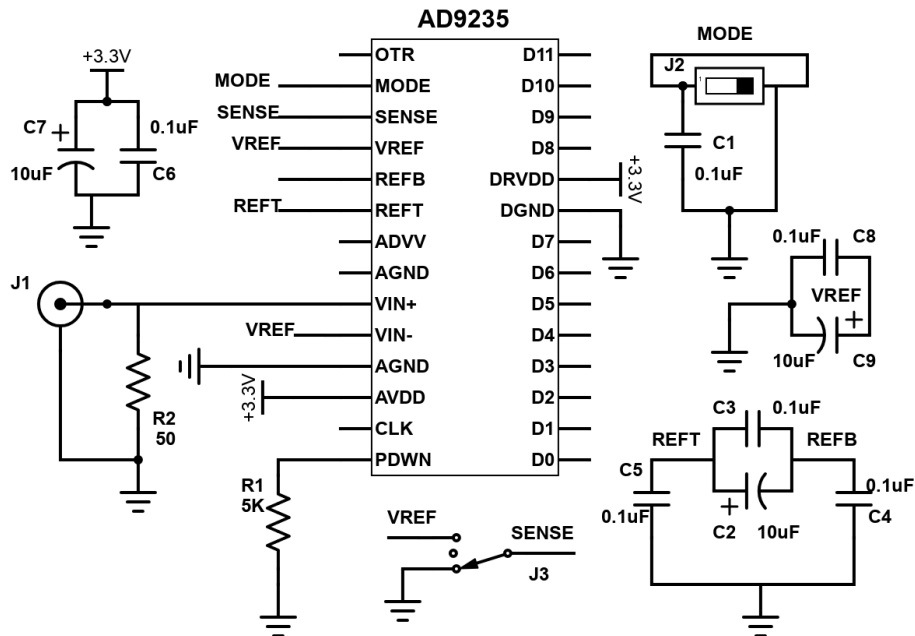 AD9235
OTR
MODE
SENSE
VREF
REFB
REFT
ADVV
AGND
VIN+
VIN-
AGND
AVDD
CLK
PDWN
D11
D10
D9
D8
DRVDD
DGND
D7
D6
D5
D4
D3
D2
D1
D0
MODE
SENSE
VREF
REFT
VREF
+3.3V
+3.3V
+3.3V
C7
+
10uF
0.1uF
C6
J1
R2
50
R1
5K
VREF
SENSE
J3
MODE
J2
1
C1
0.1uF
0.1uF
C8
VREF
+
10uF
C9
C3
0.1uF
REFT
REFB
C5
0.1uF
+
C2
10uF
0.1uF
C4